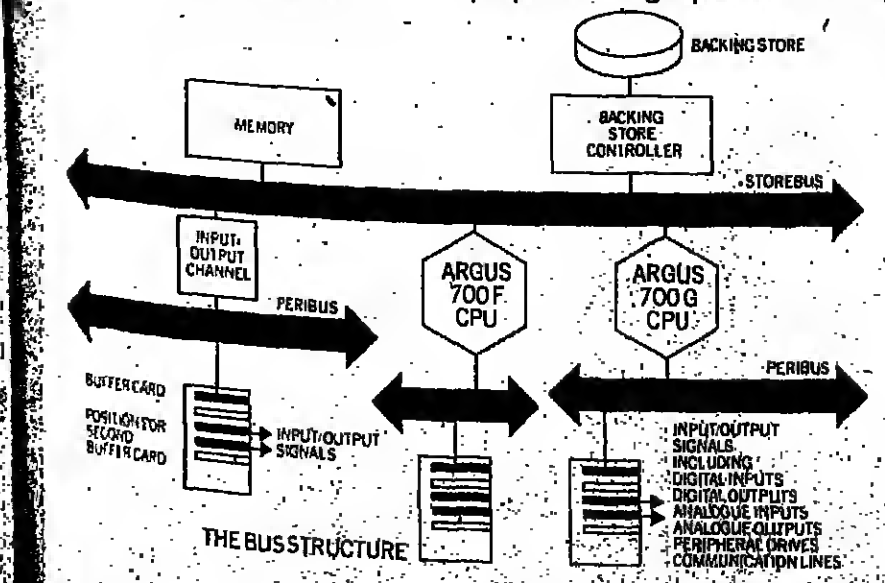 BACKING STORE
MEMORY
BACKING
STORE
CONTROLLER
STOREBUS
INPUT/
OUTPUT
CHANNEL
ARGUS
700F
CPU
ARGUS
700G
CPU
PERIBUS
PERIBUS
BUFFER CARD
POSITION FOR
SECOND
BUFFER CARD
INPUT/OUTPUT
SIGNALS
INPUT/OUTPUT
SIGNALS
INCLUDING
DIGITAL INPUTS
DIGITAL OUTPUTS
ANALOGUE INPUTS
ANALOGUE OUTPUTS
PERIPHERAL DRIVES
COMMUNICATION LINES
THE BUS STRUCTURE